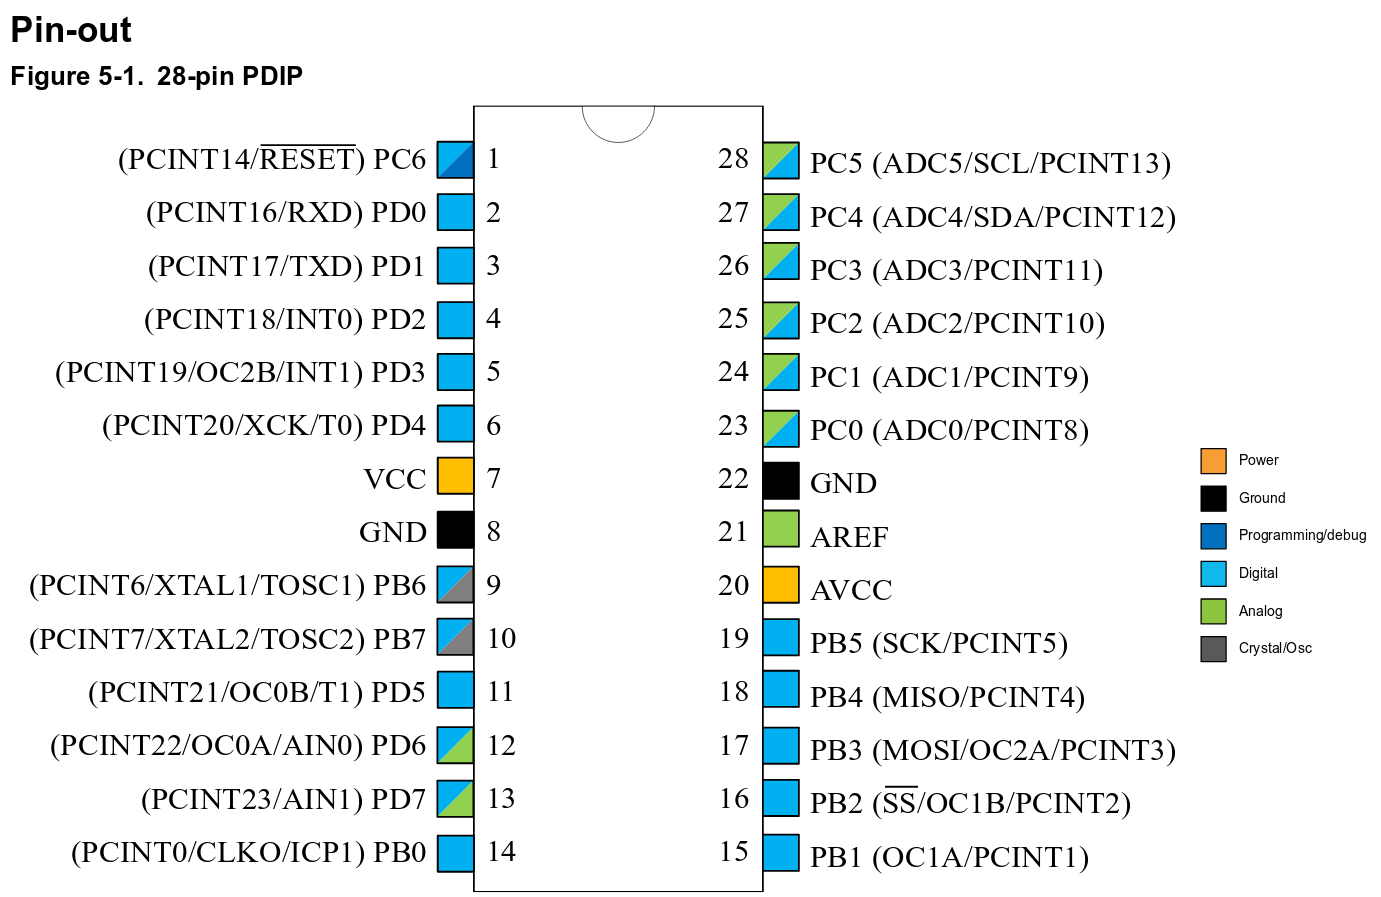 Pin-out
Figure 5-1. 28-pin PDIP
(PCINT14/RESET) PC6 1
(PCINT16/RXD) PD0 2
(PCINT17/TXD) PD1 3
(PCINT18/INT0) PD2 4
(PCINT19/OC2B/INT1) PD3 5
(PCINT20/XCK/T0) PD4 6
VCC 7
GND 8
(PCINT6/XTAL1/TOSC1) PB6 9
(PCINT7/XTAL2/TOSC2) PB7 10
(PCINT21/OC0B/T1) PD5 11
(PCINT22/OC0A/AIN0) PD6 12
(PCINT23/AIN1) PD7 13
(PCINT0/CLKO/ICP1) PB0 14
28 PC5 (ADC5/SCL/PCINT13)
27 PC4 (ADC4/SDA/PCINT12)
26 PC3 (ADC3/PCINT11)
25 PC2 (ADC2/PCINT10)
24 PC1 (ADC1/PCINT9)
23 PC0 (ADC0/PCINT8)
22 GND
21 AREF
20 AVCC
19 PB5 (SCK/PCINT5)
18 PB4 (MISO/PCINT4)
17 PB3 (MOSI/OC2A/PCINT3)
16 PB2 (SS/OC1B/PCINT2)
15 PB1 (OC1A/PCINT1)
Power
Ground
Programming/debug
Digital
Analog
Crystal/Osc